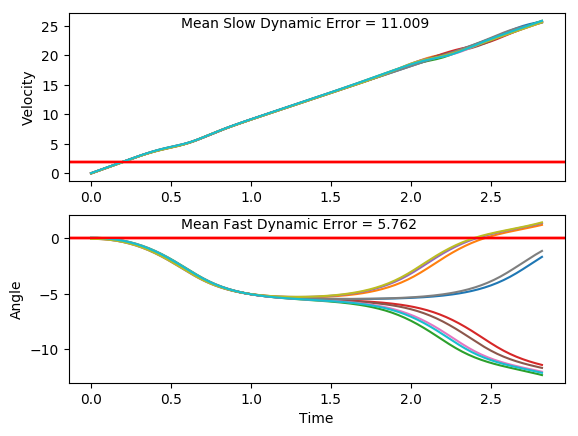 Mean Slow Dynamic Error = 11.009
25
20
15
10
5
0
Velocity
0.0 0.5 1.0 1.5 2.0 2.5
Mean Fast Dynamic Error = 5.762
0
−5
−10
Angle
0.0 0.5 1.0 1.5 2.0 2.5
Time